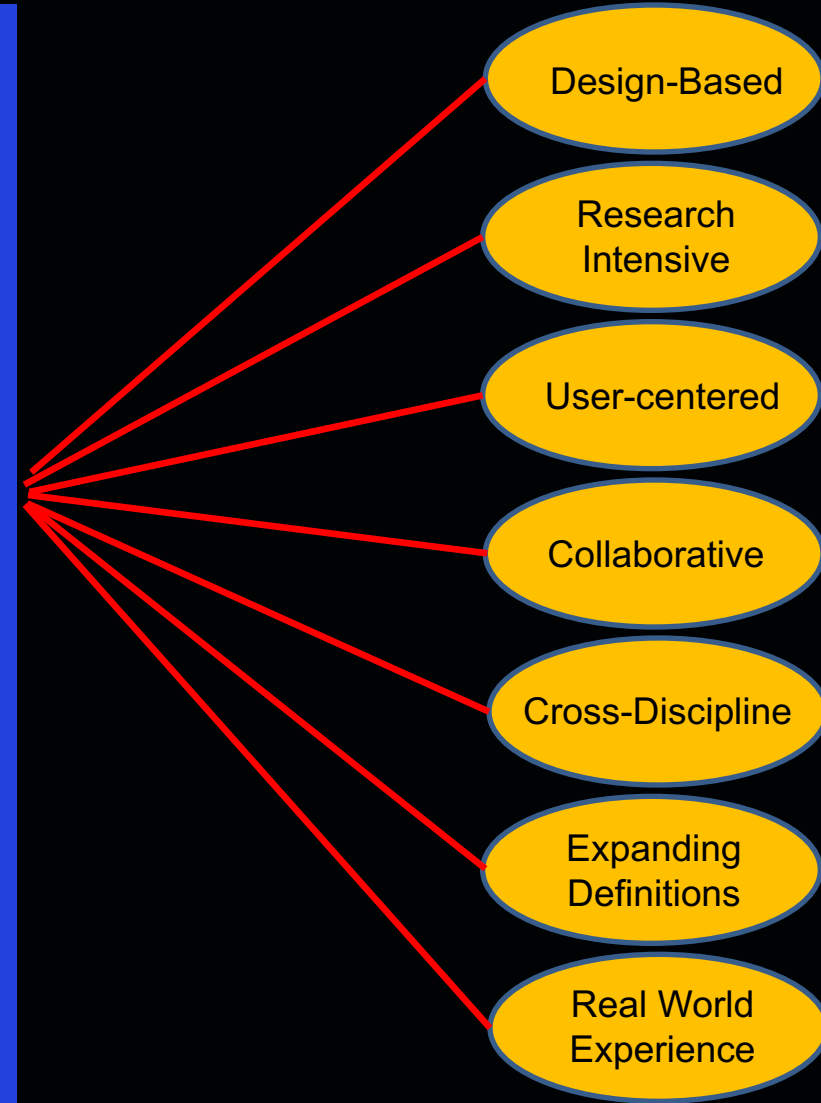 Design-Based
Research
Intensive
User-centered
Collaborative
Cross-Discipline
Expanding
Definitions
Real World
Experience